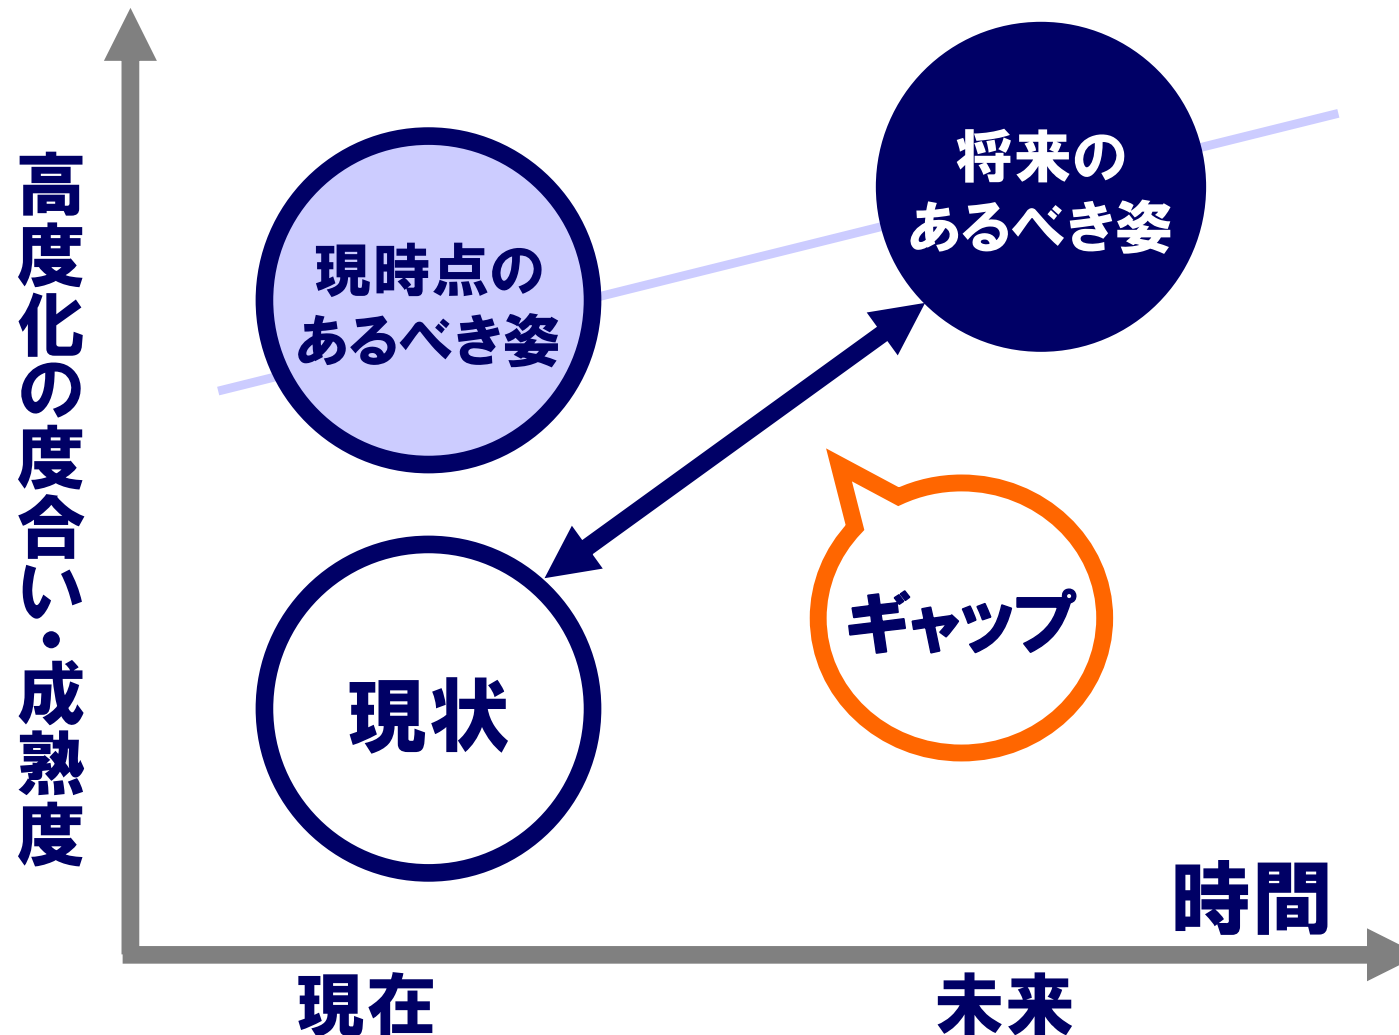 高度化の度合い・成熟度
現時点の
あるべき姿
将来の
あるべき姿
現状
ギャップ
時間
現在
未来